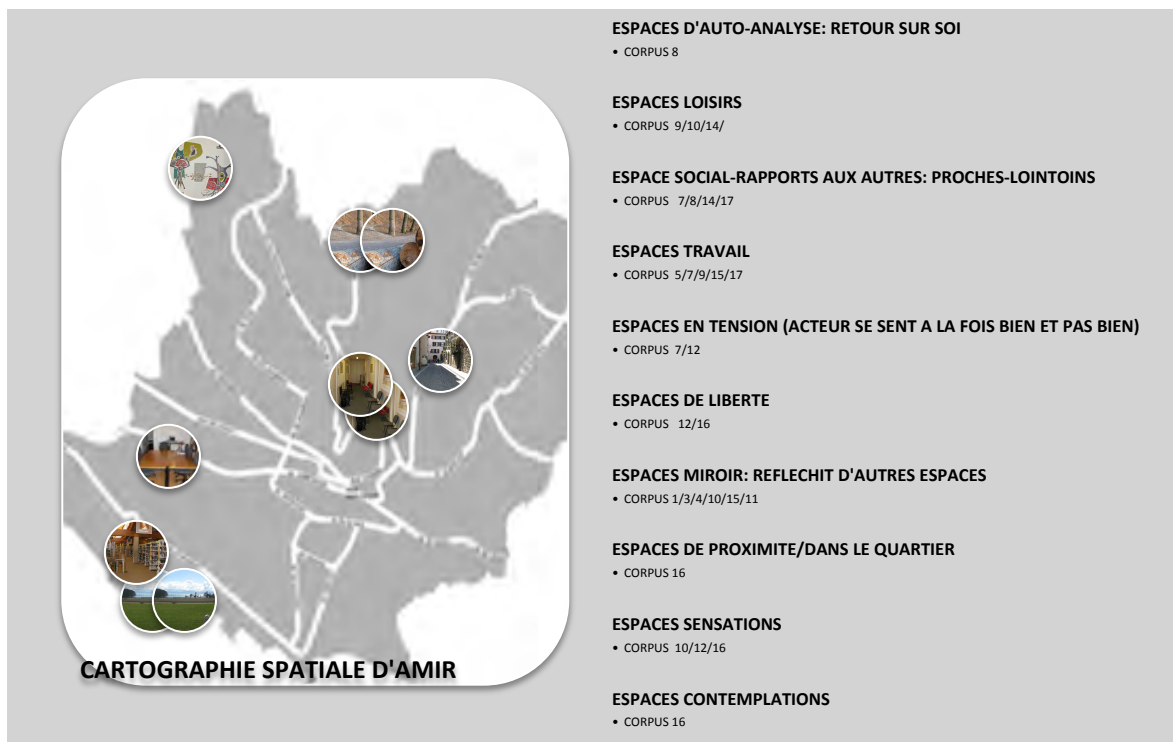 ESPACES D'AUTO-ANALYSE: RETOUR SUR SOI
• CORPUS 8
ESPACES LOISIRS
• CORPUS 9/10/14/
ESPACE SOCIAL-RAPPORTS AUX AUTRES: PROCHES-LOINTOINS
• CORPUS 7/8/14/17
ESPACES TRAVAIL
• CORPUS 5/7/9/15/17
ESPACES EN TENSION (ACTEUR SE SENT A LA FOIS BIEN ET PAS BIEN)
• CORPUS 7/12
ESPACES DE LIBERTE
• CORPUS 12/16
ESPACES MIROIR: REFLECHIT D'AUTRES ESPACES
• CORPUS 1/3/4/10/15/11
ESPACES DE PROXIMITE/DANS LE QUARTIER
• CORPUS 16
ESPACES SENSATIONS
• CORPUS 10/12/16
ESPACES CONTEMPLATIONS
• CORPUS 16
CARTOGRAPHIE SPATIALE D'AMIR